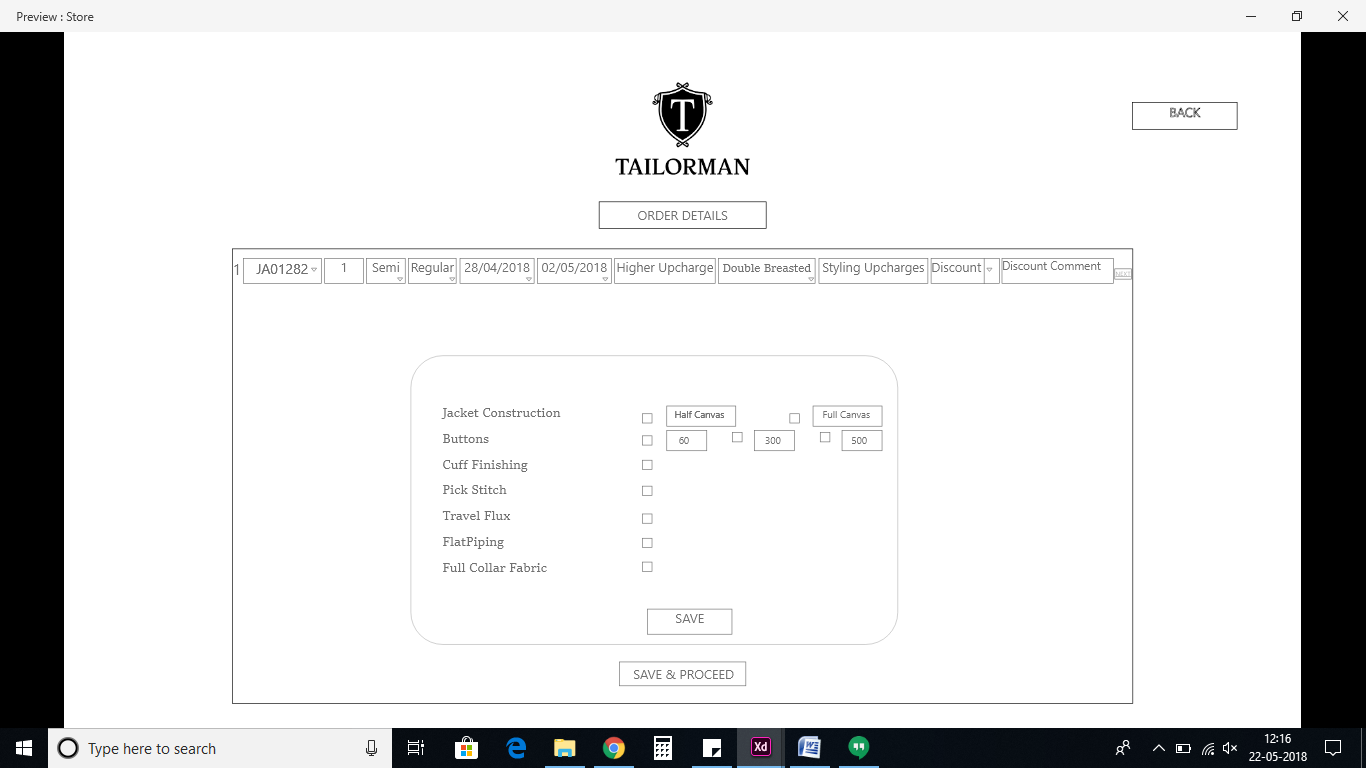 Preview : Store
T
TAILORMAN
BACK
ORDER DETAILS
1 JA01282 1 Semi Regular 28/04/2018 02/05/2018 Higher Upcharge Double Breasted Styling Upcharges Discount Discount Comment NEXT
Jacket Construction Half Canvas Full Canvas
Buttons 60 300 500
Cuff Finishing
Pick Stitch
Travel Flux
FlatPiping
Full Collar Fabric
SAVE
SAVE & PROCEED
Type here to search
Xd
W
12:16
22-05-2018